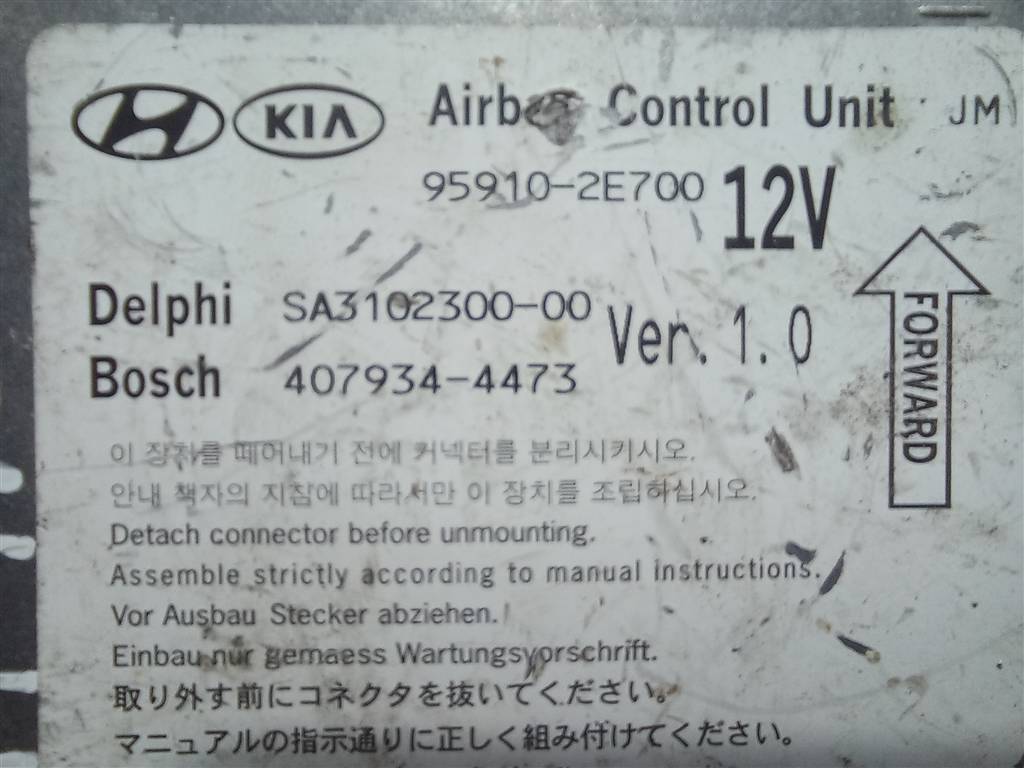 KIA Airbag Control Unit JM
95910-2E700 12V
Delphi SA3102300-00
Ver. 1.0
Bosch 407934-4473
FORWARD
이 장치를 떼어내기 전에 커넥터를 분리시키시오.
안내 책자의 지침에 따라서만 이 장치를 조립하십시오.
Detach connector before unmounting.
Assemble strictly according to manual instructions.
Vor Ausbau Stecker abziehen.
Einbau nur gemaess Wartungsvorschrift.
取り外す前にコネクタを抜いてください。
マニュアルの指示通りに正しく組み付けてください。